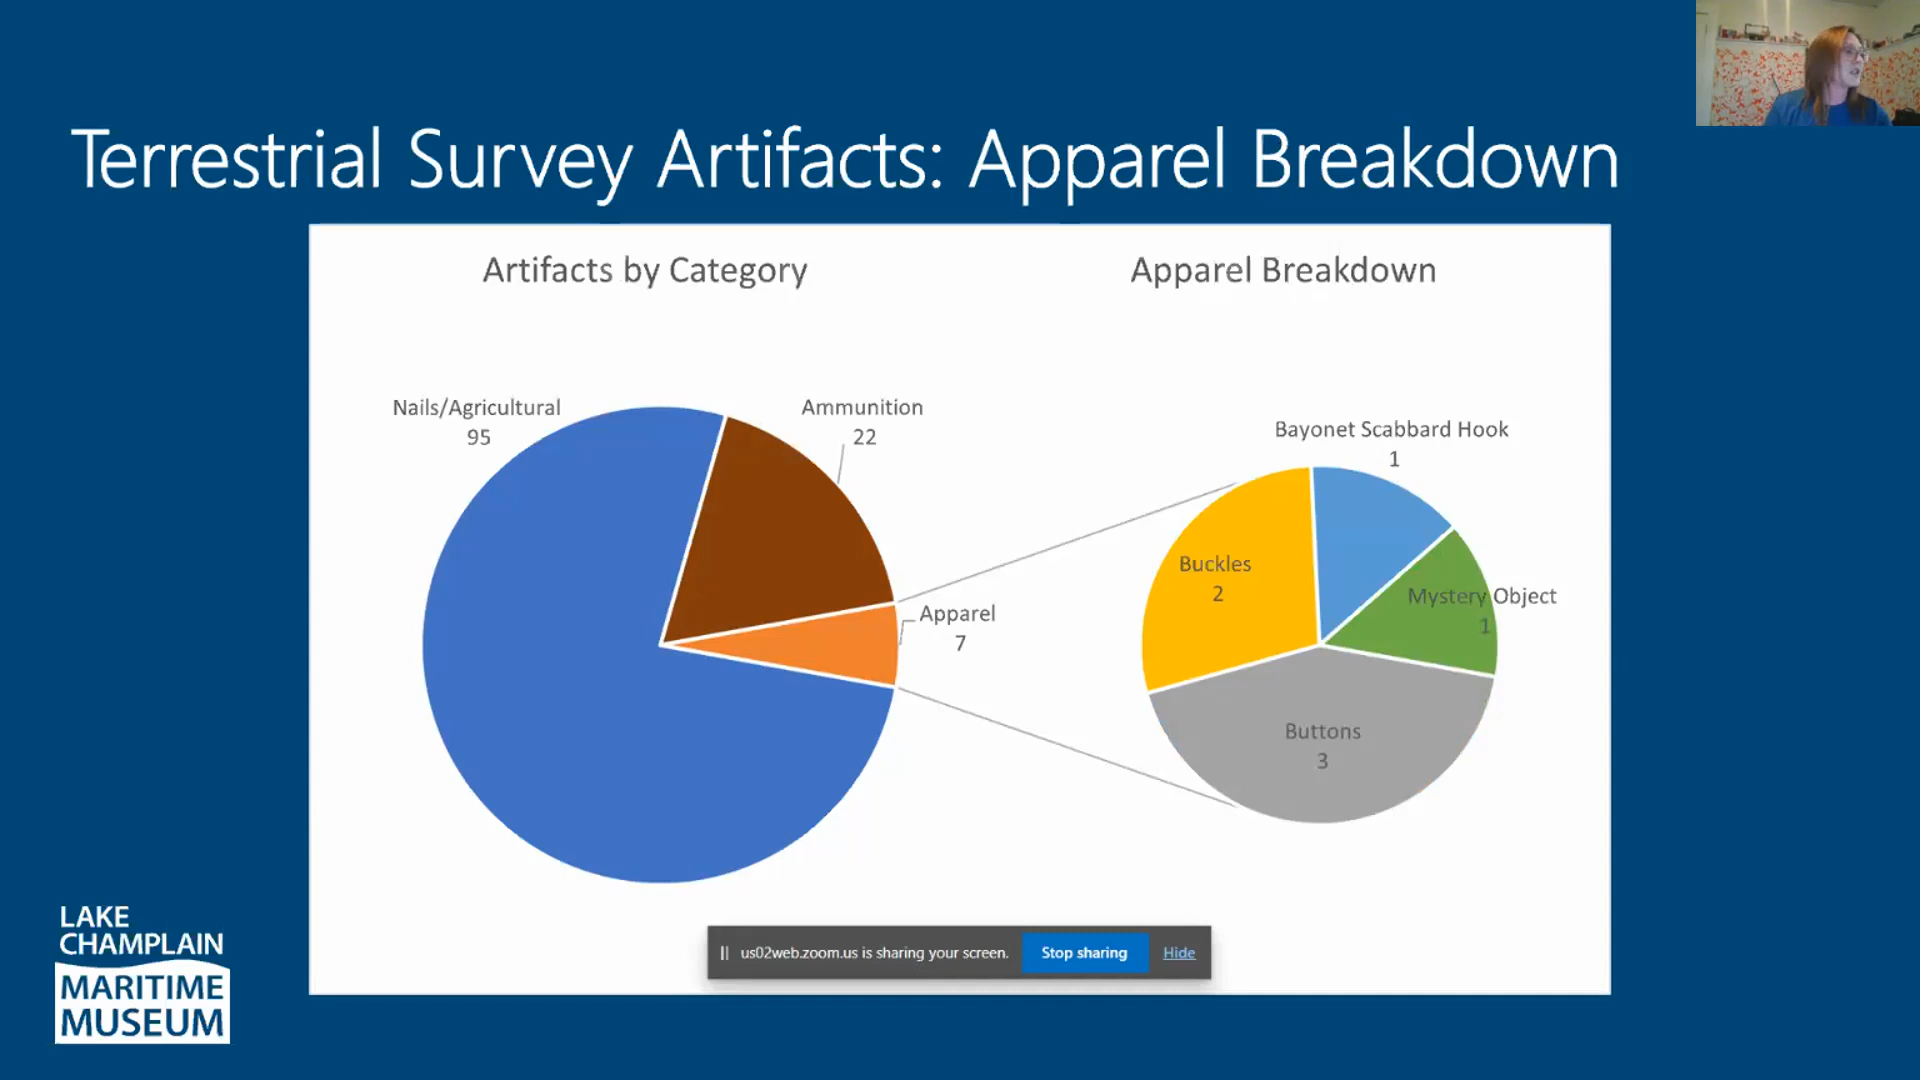 Terrestrial Survey Artifacts: Apparel Breakdown
Artifacts by Category
Apparel Breakdown
Nails/Agricultural
95
Ammunition
22
Apparel
7
Bayonet Scabbard Hook
1
Buckles
2
Mystery Object
1
Buttons
3
us02web.zoom.us is sharing your screen.
Stop sharing
Hide
LAKE
CHAMPLAIN
MARITIME
MUSEUM